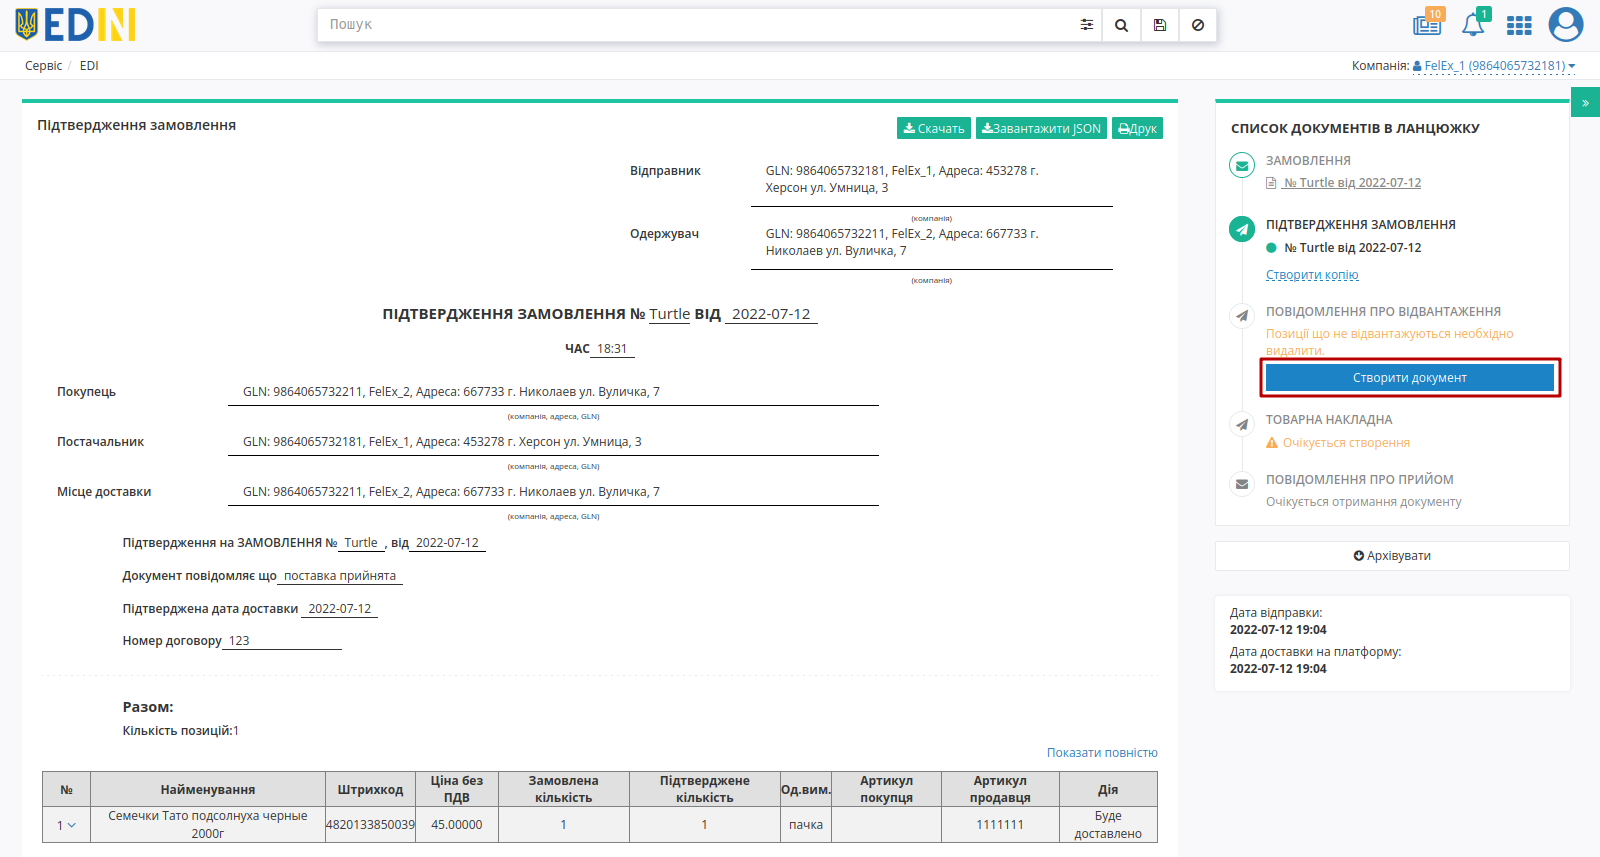 EDIN
Пошук
10
1
Сервіс / EDI
Компанія: FelEx_1 (9864065732181)
»
Підтвердження замовлення
Скачать
Завантажити JSON
Друк
Відправник
GLN: 9864065732181, FelEx_1, Адреса: 453278 г.
Херсон ул. Умница, 3
(компанія)
Одержувач
GLN: 9864065732211, FelEx_2, Адреса: 667733 г.
Николаев ул. Вуличка, 7
(компанія)
ПІДТВЕРДЖЕННЯ ЗАМОВЛЕННЯ № Turtle ВІД 2022-07-12
ЧАС 18:31
Покупець
GLN: 9864065732211, FelEx_2, Адреса: 667733 г. Николаев ул. Вуличка, 7
(компанія, адреса, GLN)
Постачальник
GLN: 9864065732181, FelEx_1, Адреса: 453278 г. Херсон ул. Умница, 3
(компанія, адреса, GLN)
Місце доставки
GLN: 9864065732211, FelEx_2, Адреса: 667733 г. Николаев ул. Вуличка, 7
(компанія, адреса, GLN)
Підтвердження на ЗАМОВЛЕННЯ № Turtle , від 2022-07-12
Документ повідомляє що поставка прийнята
Підтверджена дата доставки 2022-07-12
Номер договору 123
Разом:
Кількість позицій:1
Показати повністю
№ Найменування Штрихкод Ціна без ПДВ Замовлена кількість Підтверджене кількість Од.вим. Артикул покупця Артикул продавця Дія
1 Семечки Тато подсолнуха черные 2000г 4820133850039 45.00000 1 1 пачка 1111111 Буде доставлено
СПИСОК ДОКУМЕНТІВ В ЛАНЦЮЖКУ
ЗАМОВЛЕННЯ
№ Turtle від 2022-07-12
ПІДТВЕРДЖЕННЯ ЗАМОВЛЕННЯ
№ Turtle від 2022-07-12
Створити копію
ПОВІДОМЛЕННЯ ПРО ВІДВАНТАЖЕННЯ
Позиції що не відвантажуються необхідно
видалити.
Створити документ
ТОВАРНА НАКЛАДНА
Очікується створення
ПОВІДОМЛЕННЯ ПРО ПРИЙОМ
Очікується отримання документу
Архівувати
Дата відправки:
2022-07-12 19:04
Дата доставки на платформу:
2022-07-12 19:04